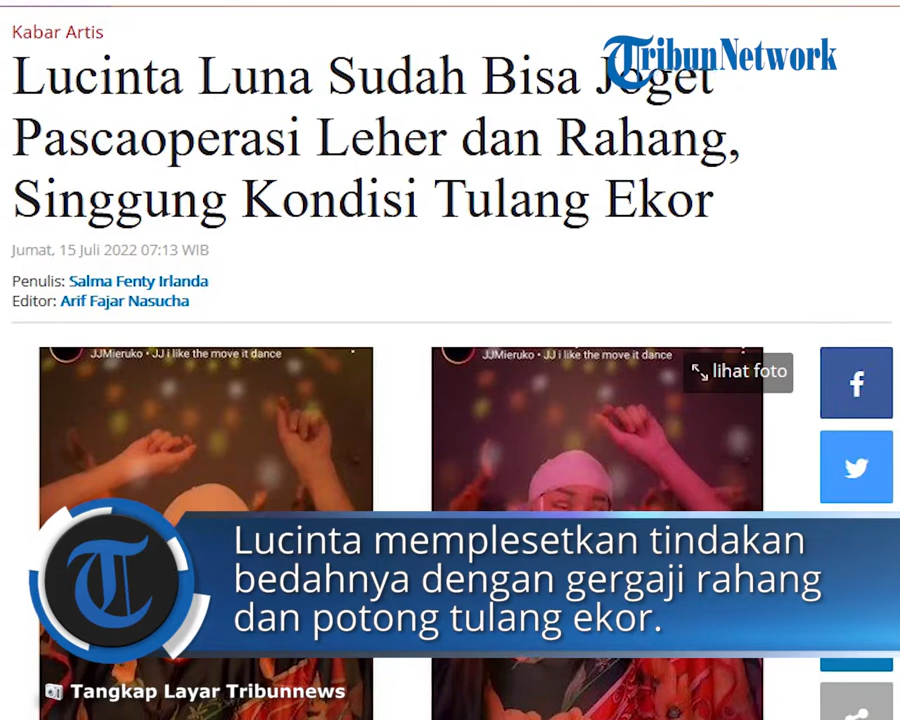 Kabar Artis
TribunNetwork
Lucinta Luna Sudah Bisa Joget
Pascaoperasi Leher dan Rahang,
Singgung Kondisi Tulang Ekor
Jumat, 15 Juli 2022 07:13 WIB
Penulis: Salma Fenty Irlanda
Editor: Arif Fajar Nasucha
JJMieruko • JJ i like the move it dance
JJMieruko • JJ i like the move it dance
lihat foto
f
T
Lucinta memplesetkan tindakan
bedahnya dengan gergaji rahang
dan potong tulang ekor.
Tangkap Layar Tribunnews